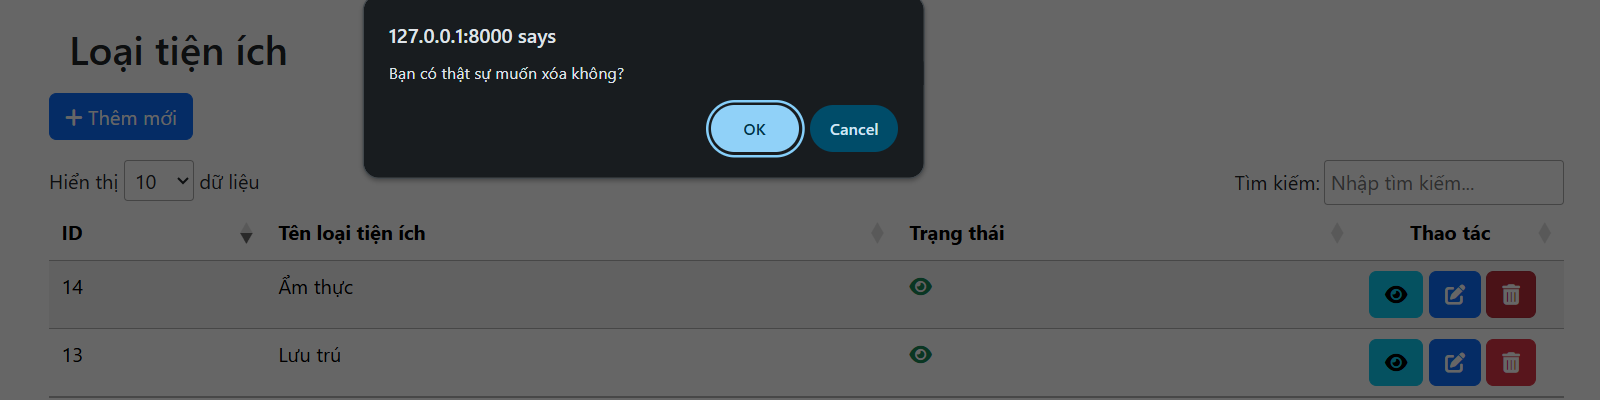 127.0.0.1:8000 says
Bạn có thật sự muốn xóa không?
OK Cancel
Loại tiện ích
Thêm mới
Hiển thị 10 dữ liệu Tìm kiếm: Nhập tìm kiếm...
ID Tên loại tiện ích Trạng thái Thao tác
14 Ẩm thực
13 Lưu trú